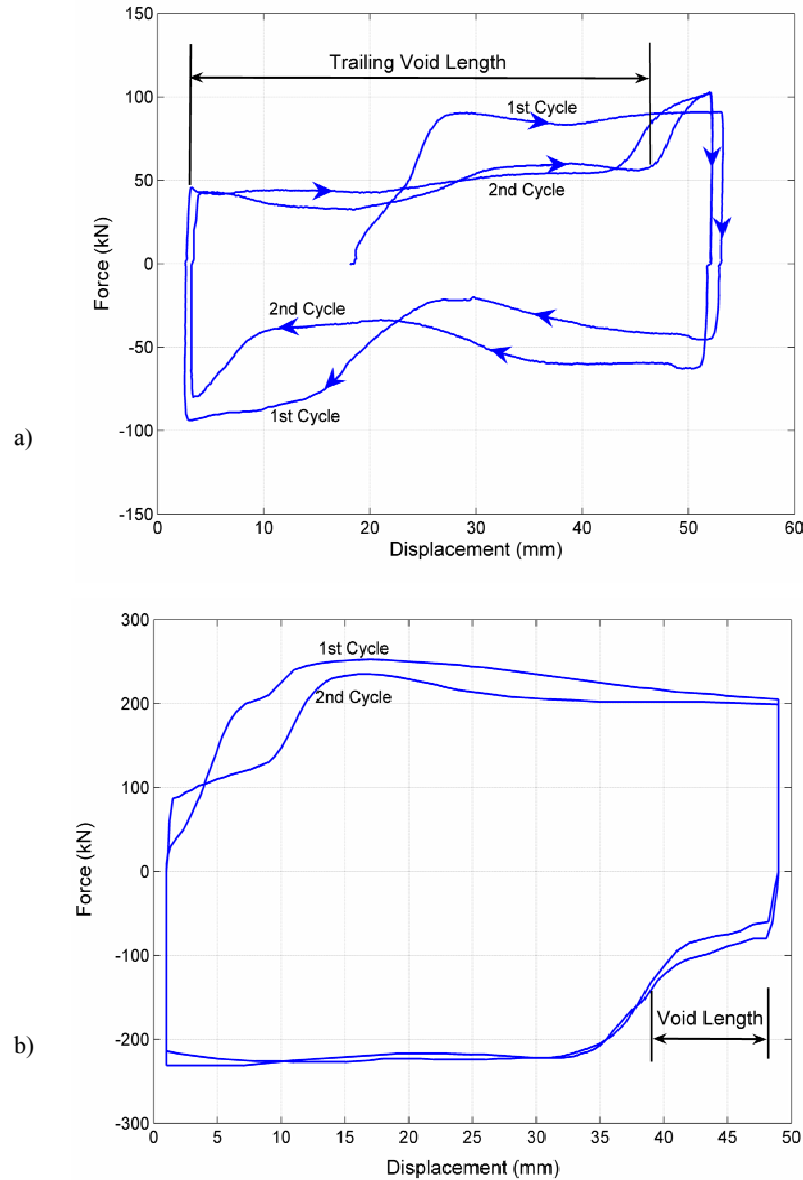 150
Trailing Void Length
100
1st Cycle
50
2nd Cycle
Force (kN)
0
2nd Cycle
-50
1st Cycle
a)
-100
-150
0 10 20 30 40 50 60
Displacement (mm)
300
1st Cycle
200
2nd Cycle
100
Force (kN)
0
-100
Void Length
b)
-200
-300
0 5 10 15 20 25 30 35 40 45 50
Displacement (mm)